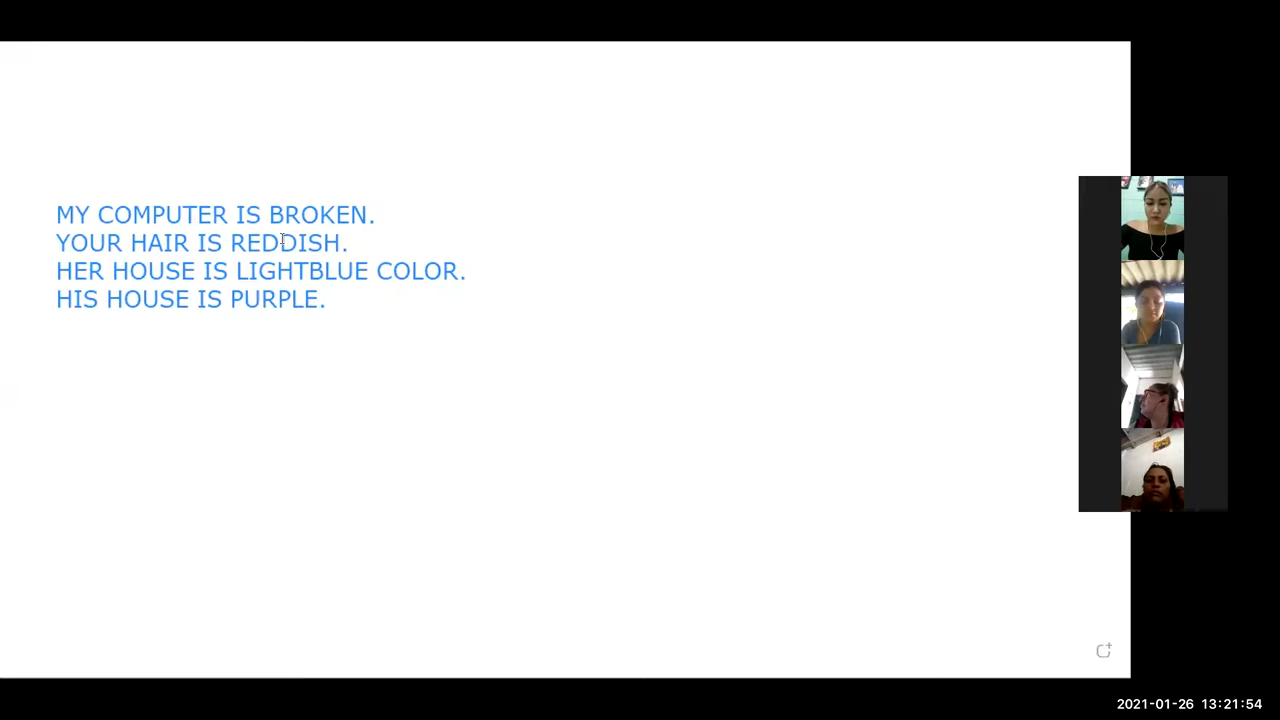 MY COMPUTER IS BROKEN.
YOUR HAIR IS REDDISH.
HER HOUSE IS LIGHTBLUE COLOR.
HIS HOUSE IS PURPLE.
2021-01-26 13:21:54